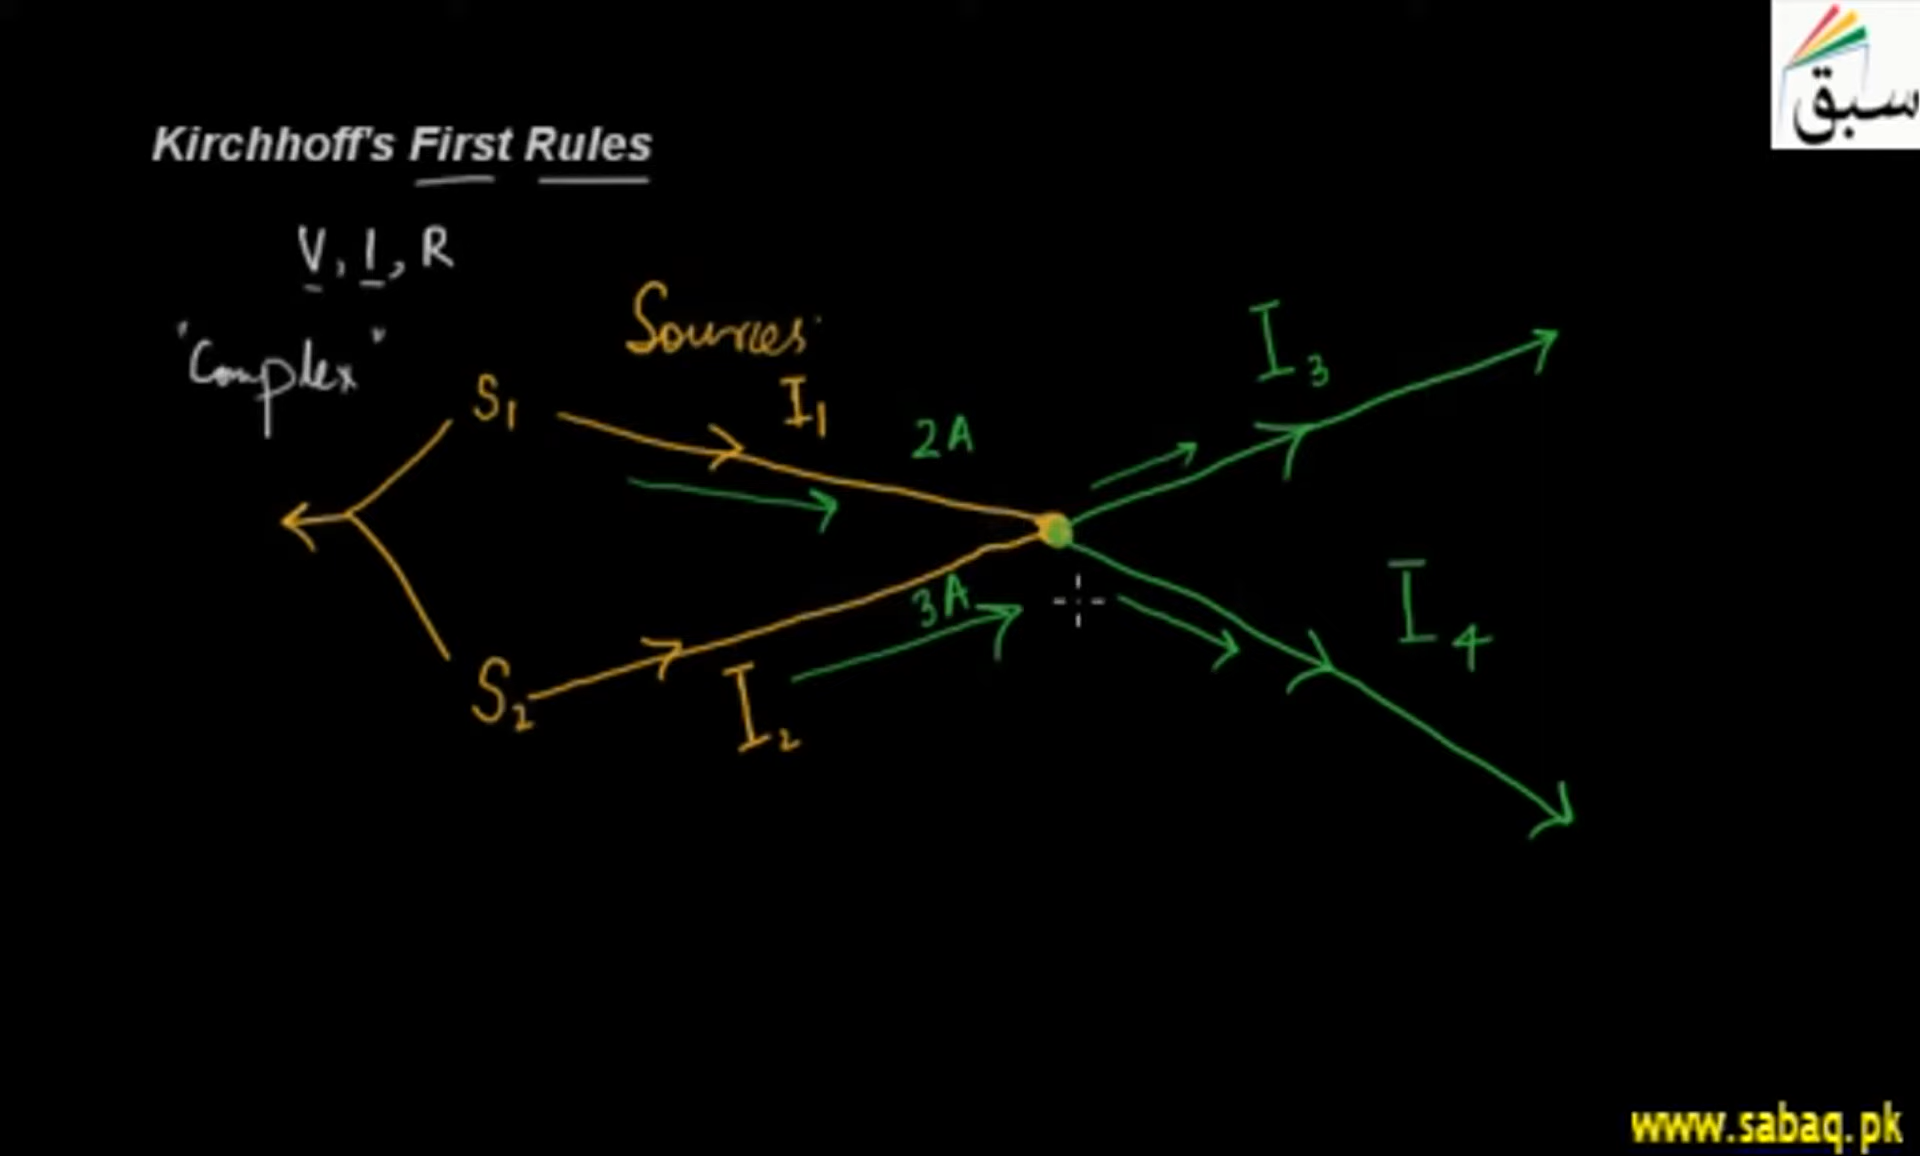 سبق
Kirchhoff's First Rules
V, I, R
"Complex"
Sources
S₁
I₁
2A
I₃
3A
I₄
S₂
I₂
www.sabaq.pk